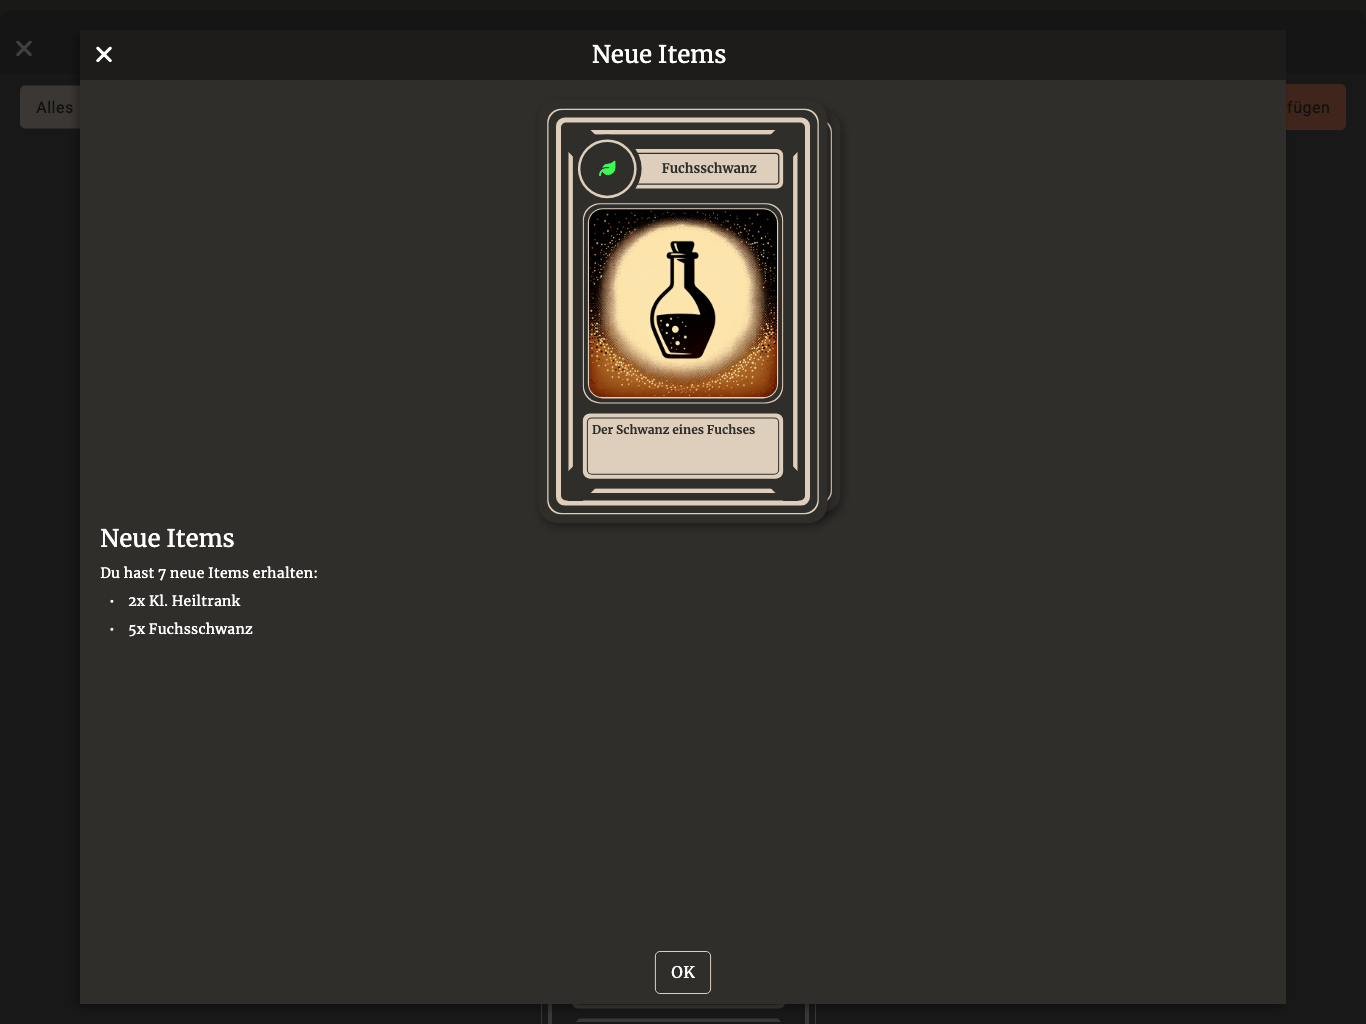 Neue Items
Alles
fügen
Fuchsschwanz
Der Schwanz eines Fuchses
Neue Items
Du hast 7 neue Items erhalten:
• 2x Kl. Heiltrank
• 5x Fuchsschwanz
OK